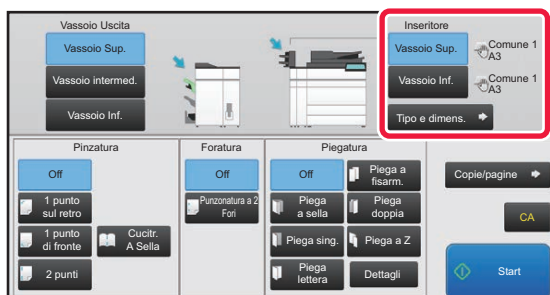 Vassoio Uscita
Vassoio Sup.
Vassoio intermed.
Vassoio Inf.
Inseritore
Vassoio Sup.
Comune 1
A3
Vassoio Inf.
Comune 1
A3
Tipo e dimens.
Pinzatura
Off
1 punto
sul retro
1 punto
di fronte
Cucitr.
A Sella
2 punti
Foratura
Off
Punzonatura a 2
Fori
Piegatura
Off
Piega a
fisarm.
Piega
a sella
Piega
doppia
Piega sing.
Piega a Z
Piega
lettera
Dettagli
Copie/pagine
CA
Start